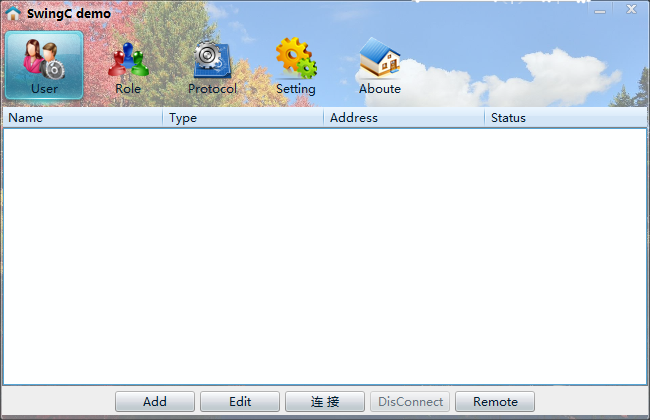 SwingC demo
User Role Protocol Setting Aboute
Name Type Address Status
Add Edit 连 接 DisConnect Remote